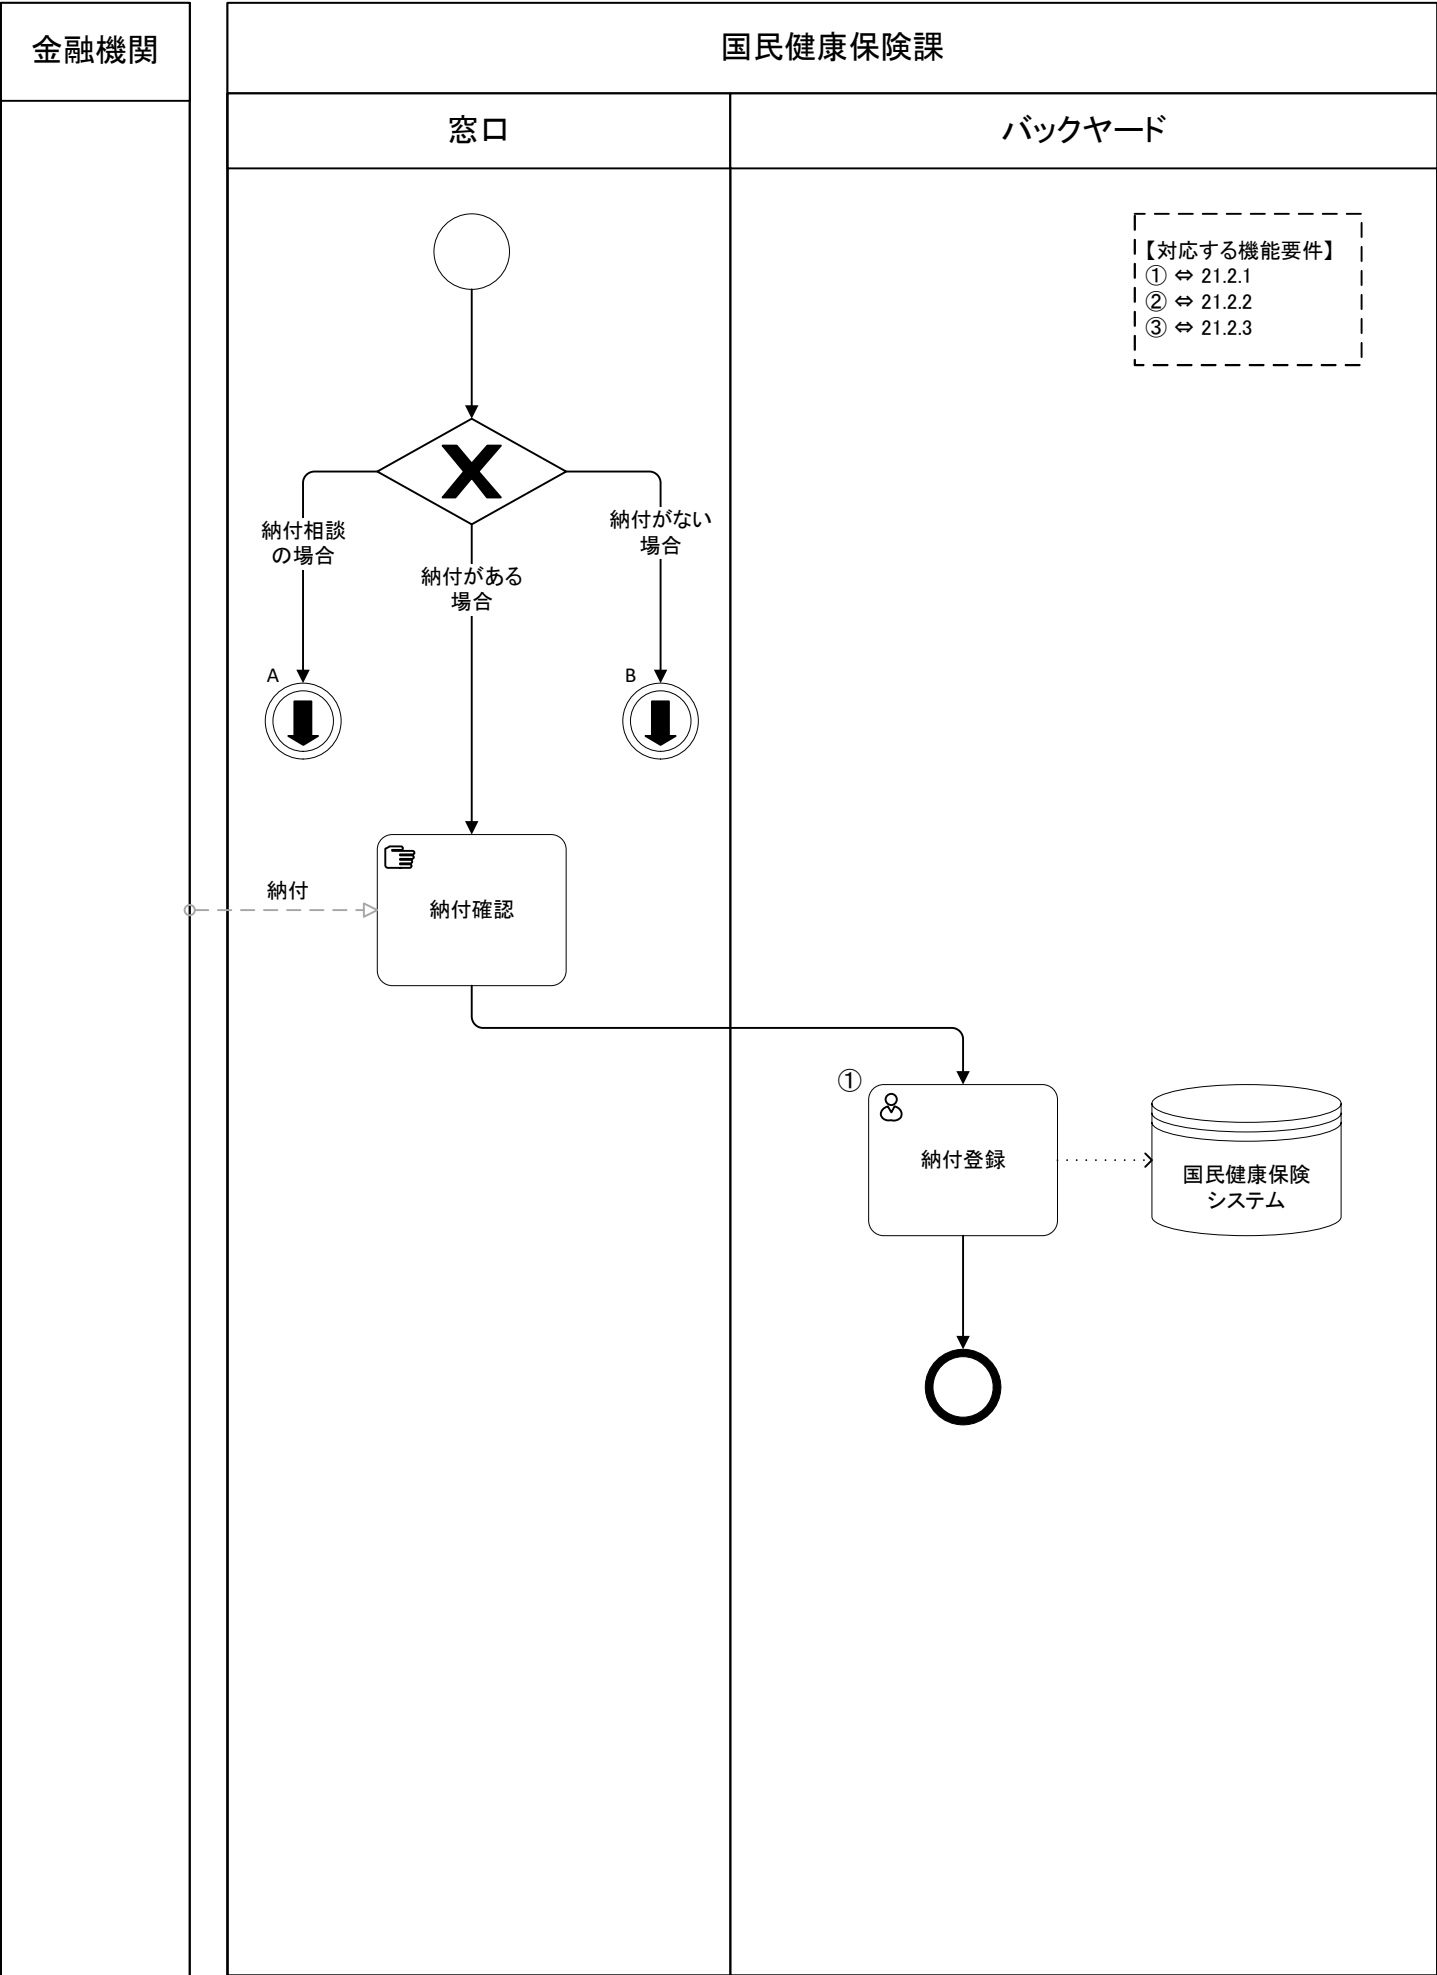 金融機関
国民健康保険課
窓口
バックヤード
【対応する機能要件】
① ⇔ 21.2.1
② ⇔ 21.2.2
③ ⇔ 21.2.3
納付相談
の場合
納付がある
場合
納付がない
場合
A
B
納付
納付確認
①
納付登録
国民健康保険
システム